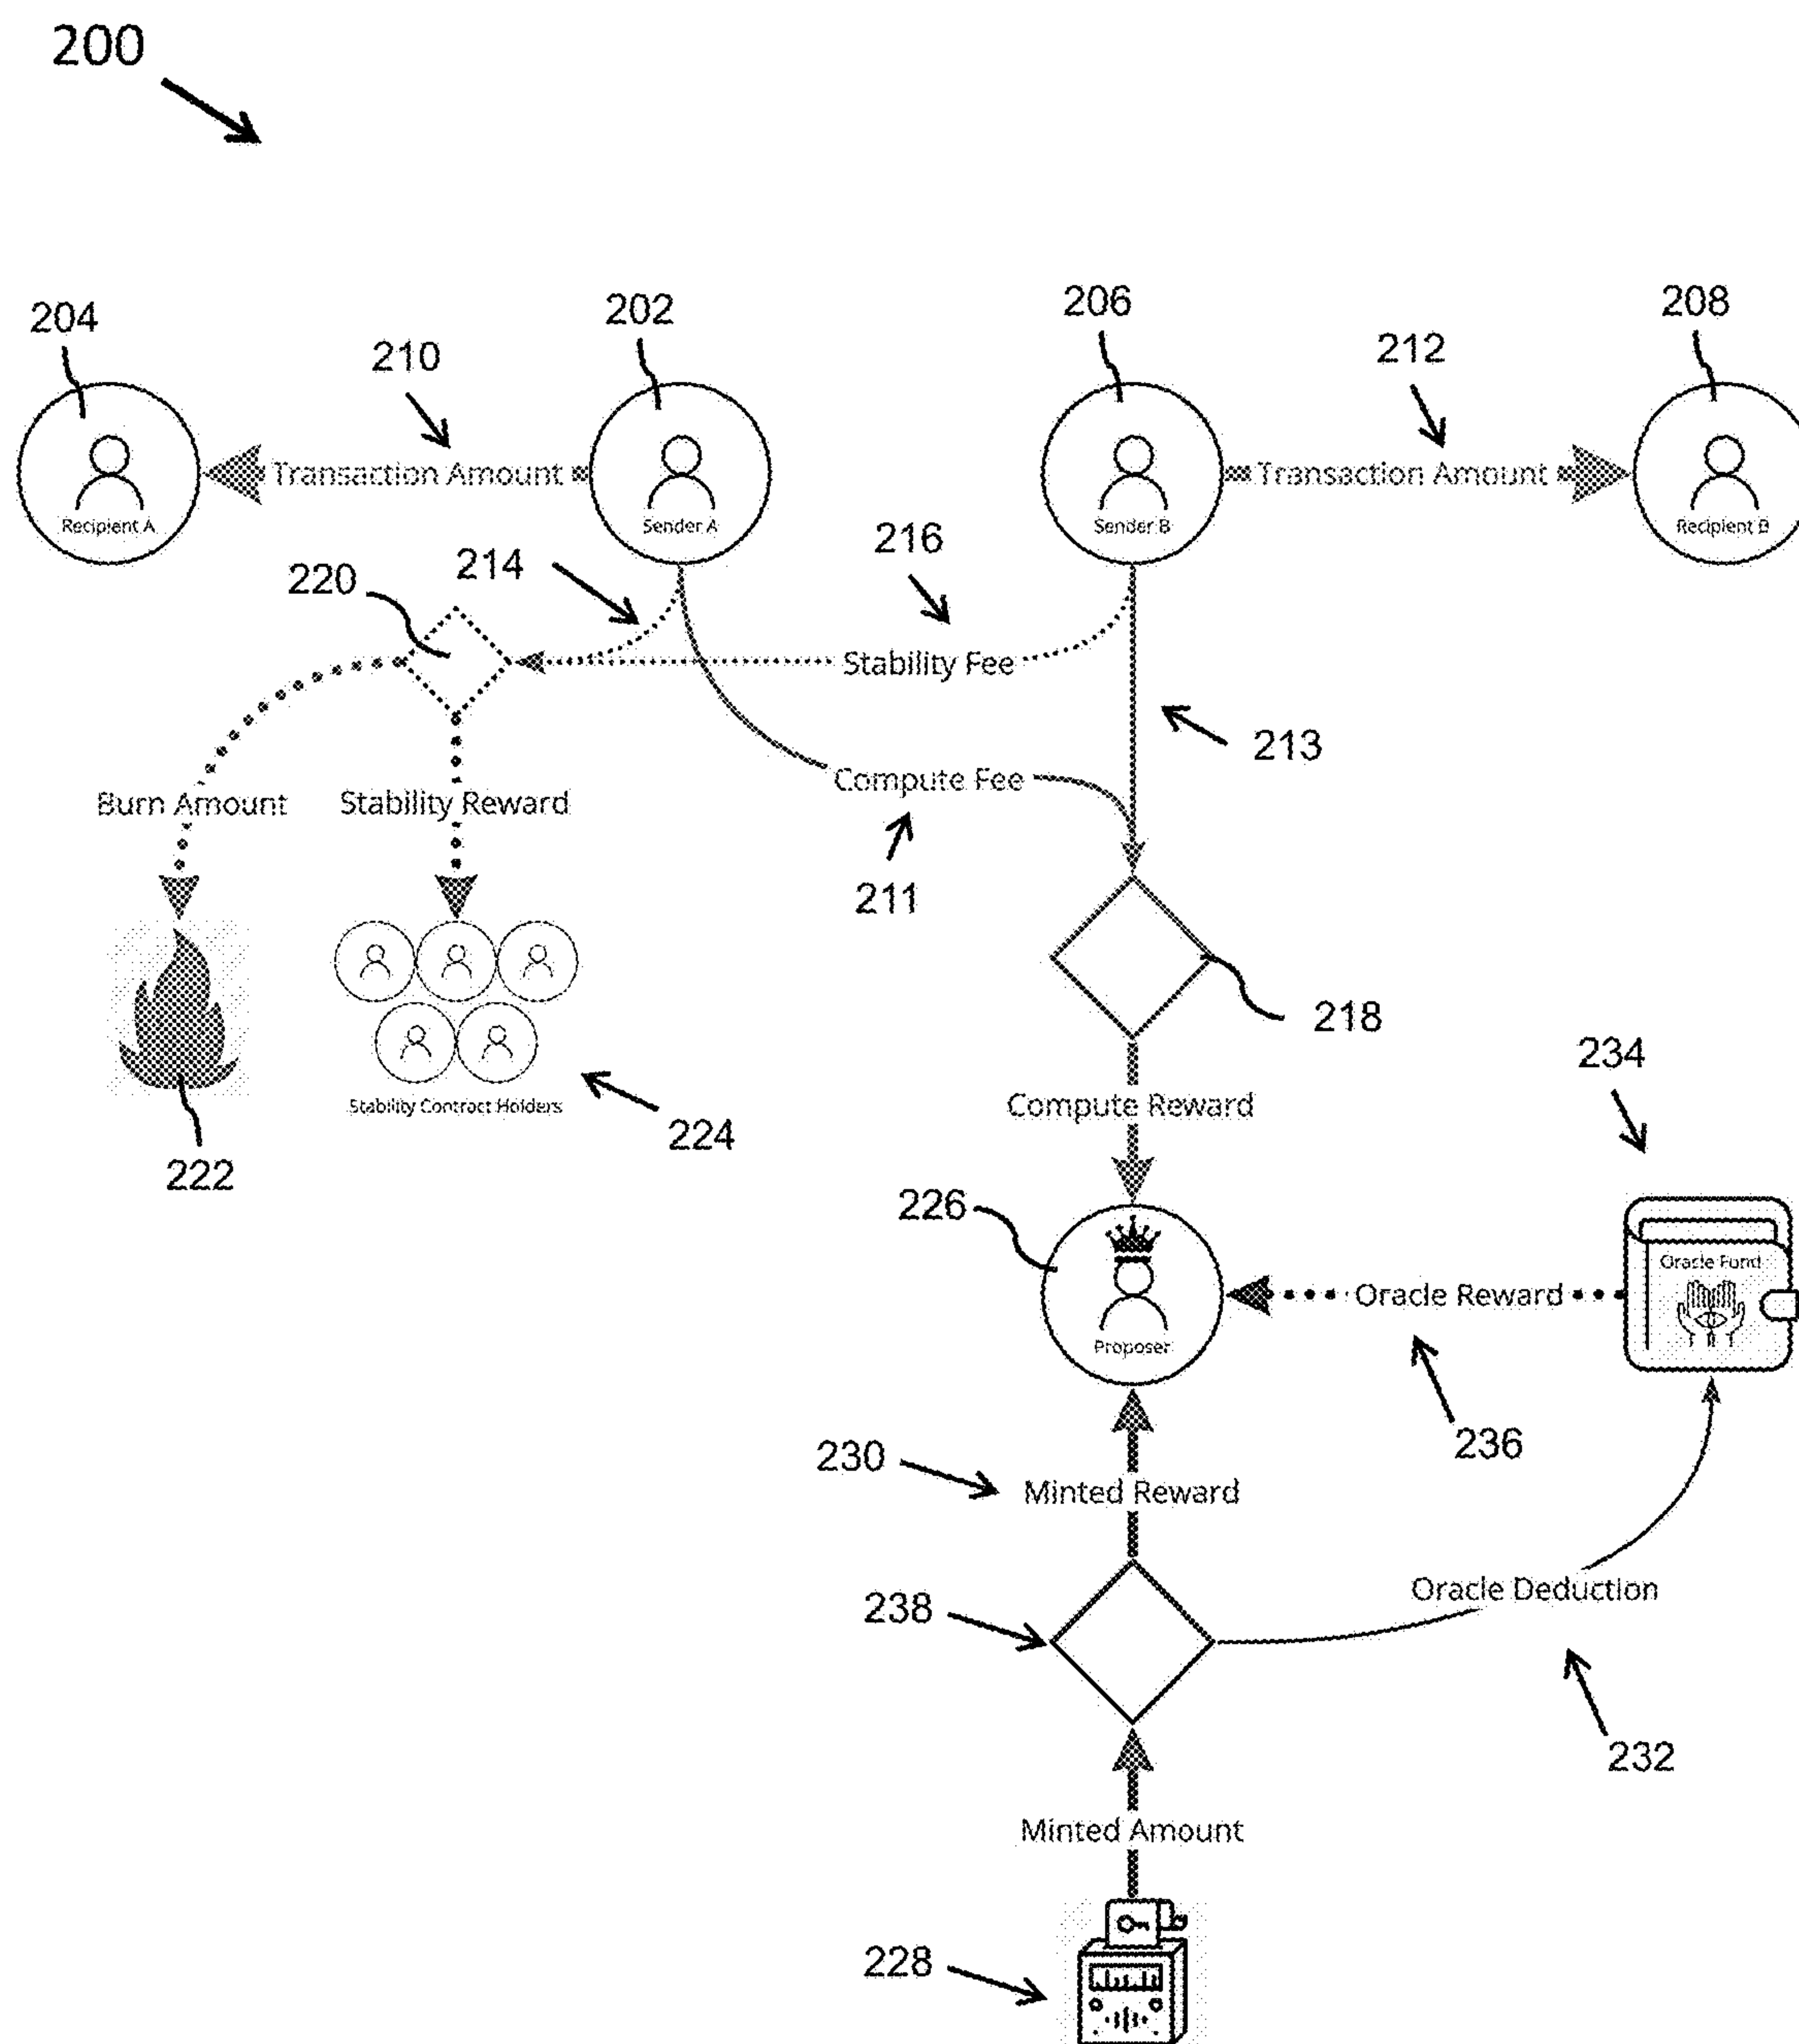 200
204
210
202
206
212
208
Transaction Amount
Transaction Amount
Recipient A
Sender A
Sender B
Recipient B
220
214
216
Stability Fee
213
Compute Fee
Burn Amount
Stability Reward
211
218
234
Compute Reward
Stability Contract Holders
224
222
226
Oracle Fund
Oracle Reward
Proposer
236
230
Minted Reward
Oracle Deduction
238
232
Minted Amount
228